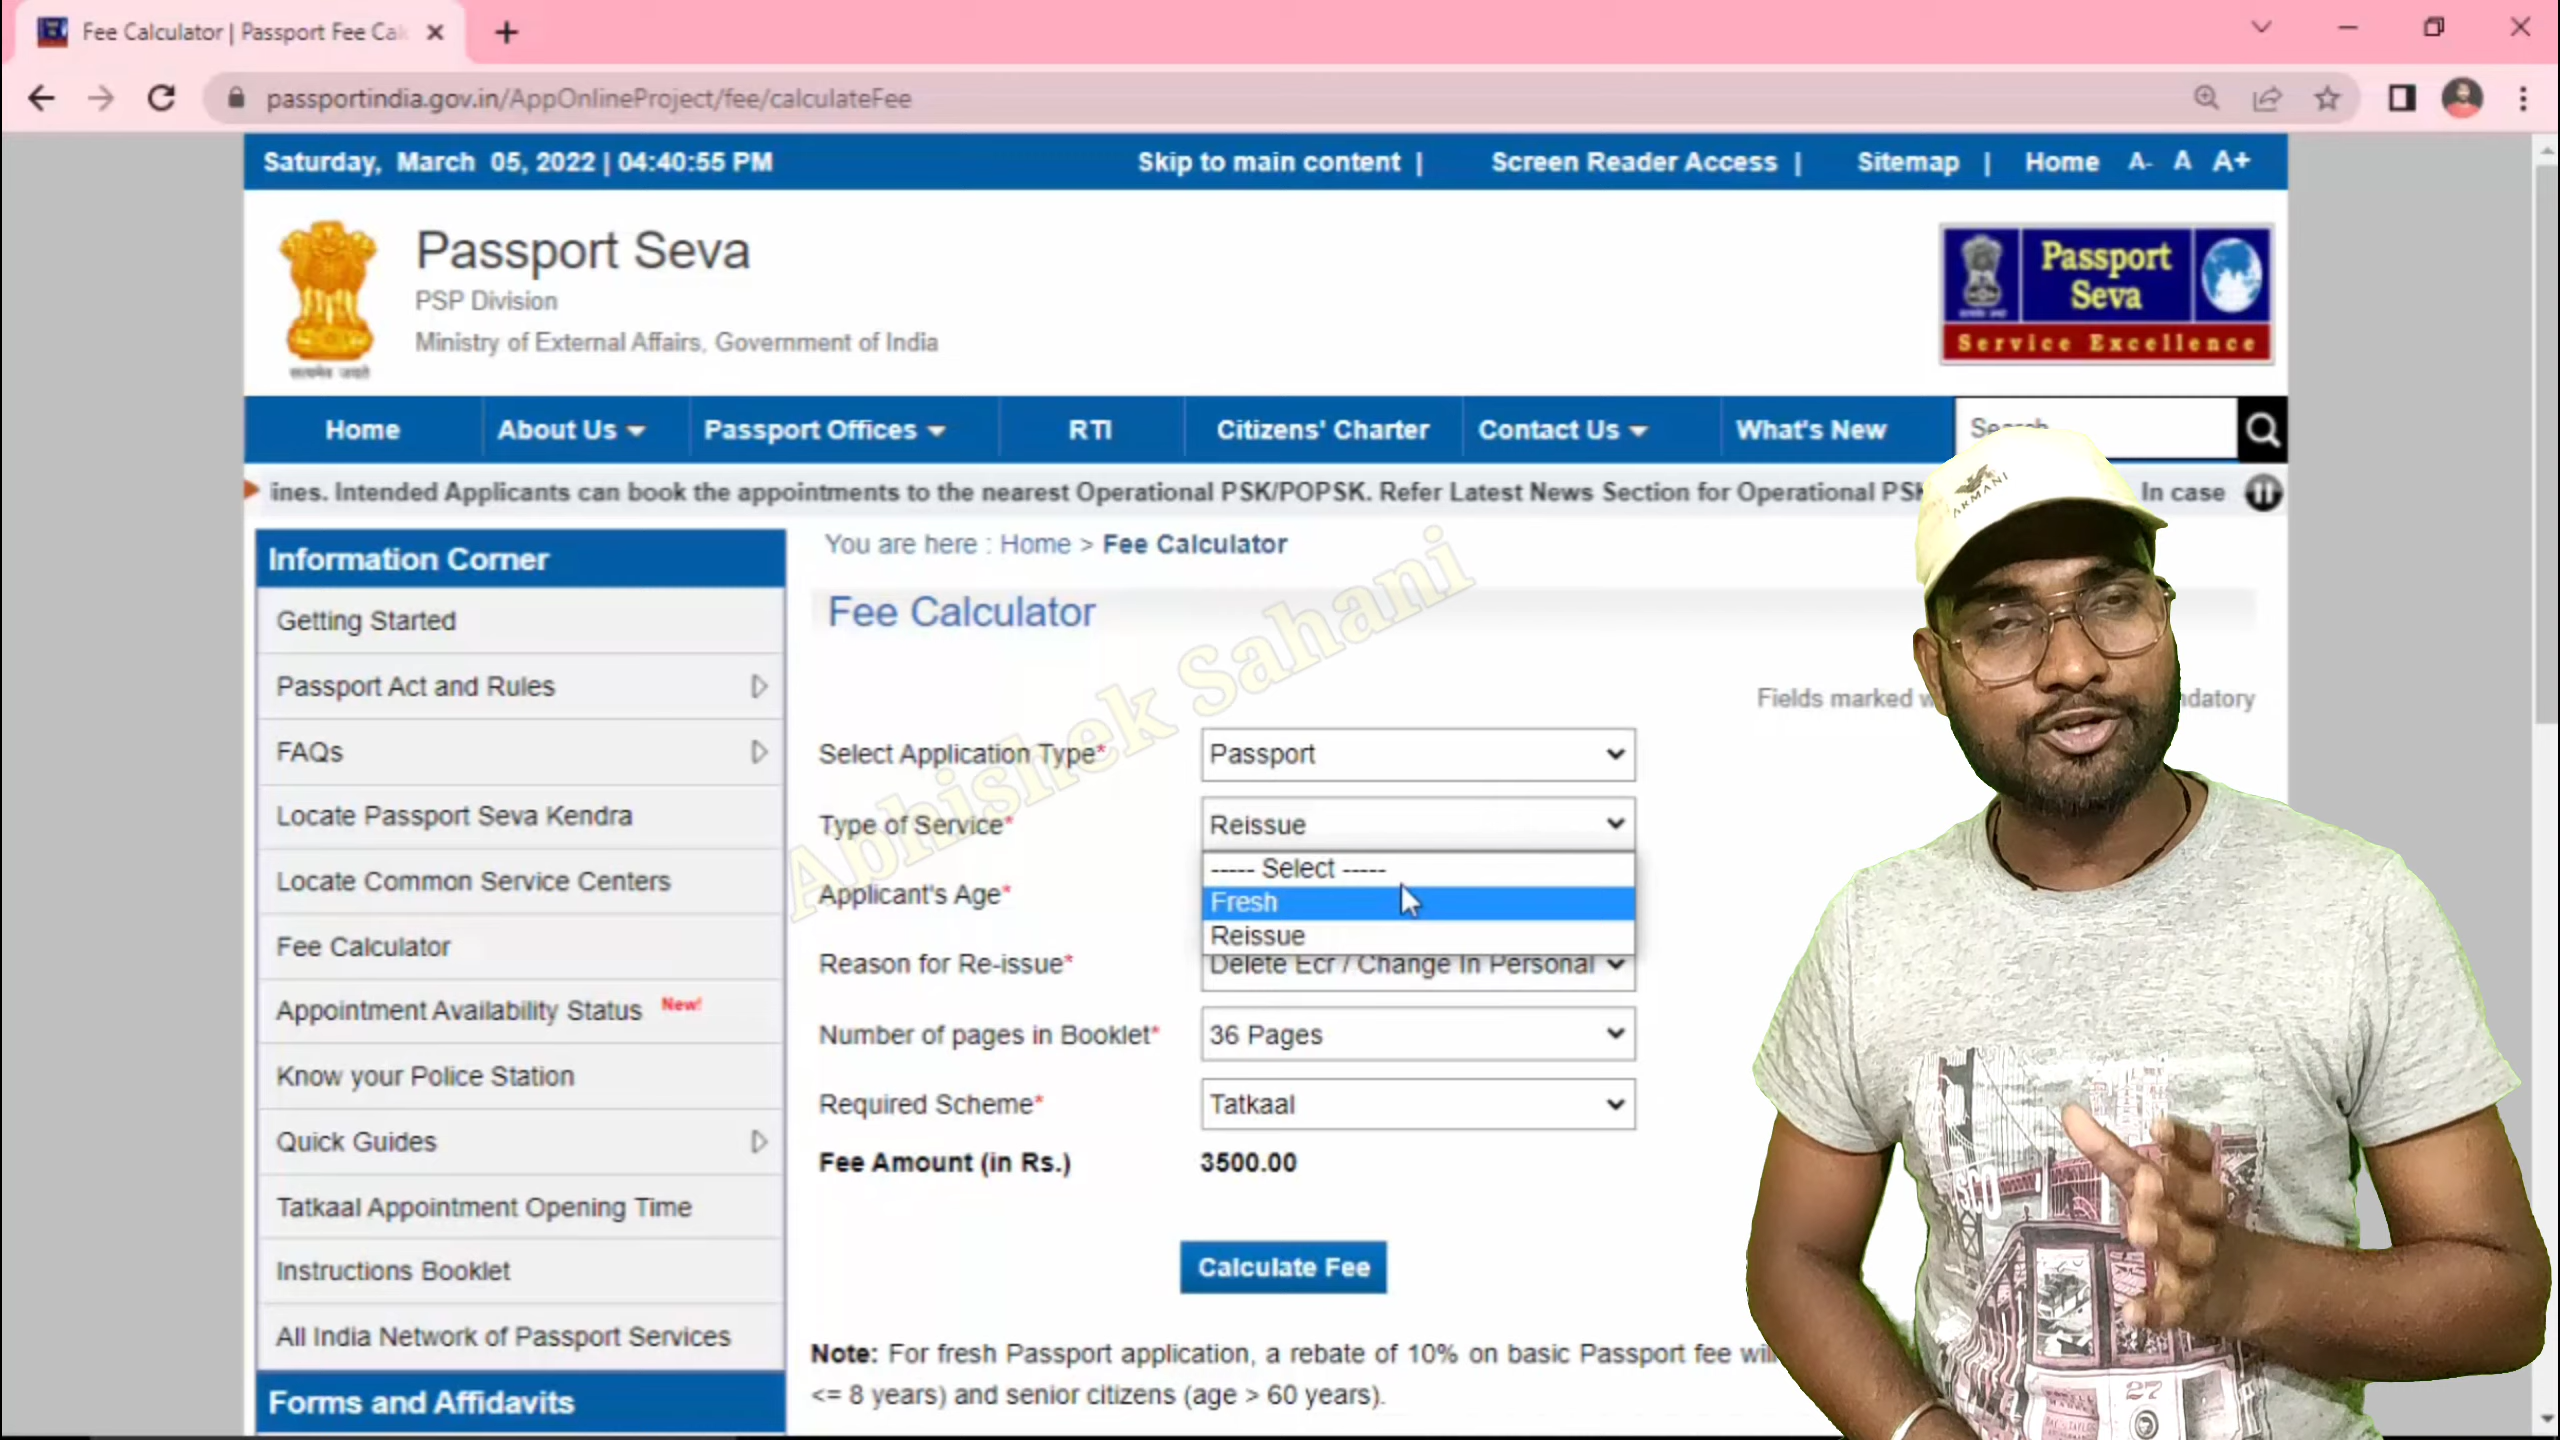 Fee Calculator | Passport Fee Cal
passportindia.gov.in/AppOnlineProject/fee/calculateFee
Saturday, March 05, 2022 | 04:40:55 PM
Skip to main content |
Screen Reader Access |
Sitemap |
Home
A- A A+
Passport Seva
PSP Division
Ministry of External Affairs, Government of India
सत्यमेव जयते
Passport
Seva
Service Excellence
Home
About Us
Passport Offices
RTI
Citizens' Charter
Contact Us
What's New
Search
ines. Intended Applicants can book the appointments to the nearest Operational PSK/POPSK. Refer Latest News Section for Operational PSK In case
Information Corner
Getting Started
Passport Act and Rules
FAQs
Locate Passport Seva Kendra
Locate Common Service Centers
Fee Calculator
Appointment Availability Status New!
Know your Police Station
Quick Guides
Tatkaal Appointment Opening Time
Instructions Booklet
All India Network of Passport Services
Forms and Affidavits
You are here : Home > Fee Calculator
Fee Calculator
Abhishek Sahani
Fields marked
Select Application Type* Passport
Type of Service* Reissue
----- Select -----
Fresh
Reissue
Applicant's Age*
Reason for Re-issue* Delete Ecr / Change In Personal
Number of pages in Booklet* 36 Pages
Required Scheme* Tatkaal
Fee Amount (in Rs.) 3500.00
Calculate Fee
Note: For fresh Passport application, a rebate of 10% on basic Passport fee
<= 8 years) and senior citizens (age > 60 years).
ARMANI
27